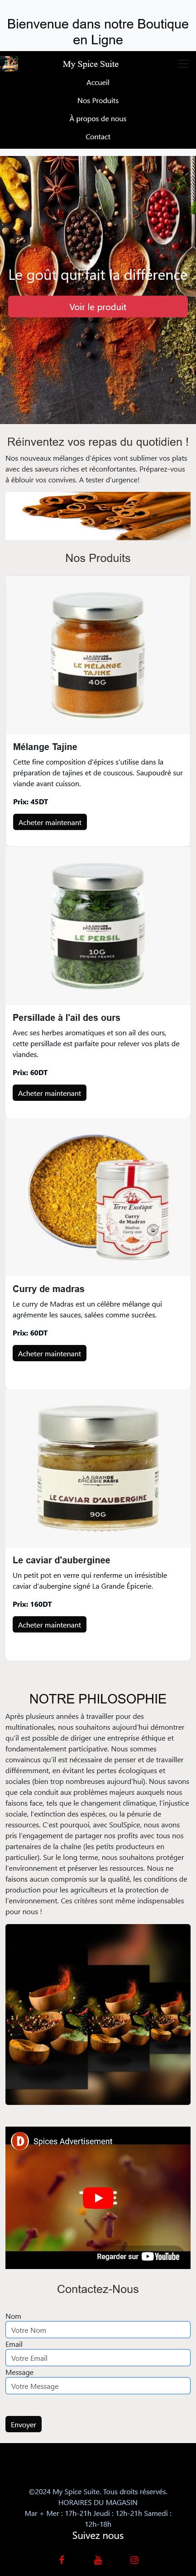 Bienvenue dans notre Boutique
en Ligne
My Spice Suite
Accueil
Nos Produits
À propos de nous
Contact
Le goût qui fait la différence
Voir le produit
Réinventez vos repas du quotidien !
Nos nouveaux mélanges d'épices vont sublimer vos plats
avec des saveurs riches et réconfortantes. Préparez-vous
à éblouir vos convives. A tester d'urgence!
Nos Produits
LA GRANDE
EPICERIE PARIS
LE MÉLANGE
TAJINE
40G
Mélange Tajine
Cette fine composition d'épices s'utilise dans la
préparation de tajines et de couscous. Saupoudré sur
viande avant cuisson.
Prix: 45DT
Acheter maintenant
LA GRANDE
EPICERIE PARIS
LE PERSIL
10G
ORIGINE FRANCE
Persillade à l'ail des ours
Avec ses herbes aromatiques et son ail des ours,
cette persillade est parfaite pour relever vos plats de
viandes.
Prix: 60DT
Acheter maintenant
Terre Exotique
Curry
de Madras
Madras
Curry mix
Curry de madras
Le curry de Madras est un célèbre mélange qui
agrémente les sauces, salées comme sucrées.
Prix: 60DT
Acheter maintenant
LA GRANDE
EPICERIE PARIS
LE CAVIAR D'AUBERGINE
90G
Le caviar d'auberginee
Un petit pot en verre qui renferme un irrésistible
caviar d'aubergine signé La Grande Épicerie.
Prix: 160DT
Acheter maintenant
NOTRE PHILOSOPHIE
Après plusieurs années à travailler pour des
multinationales, nous souhaitons aujourd'hui démontrer
qu'il est possible de diriger une entreprise éthique et
fondamentalement participative. Nous sommes
convaincus qu'il est nécessaire de penser et de travailler
différemment, en évitant les pertes écologiques et
sociales (bien trop nombreuses aujourd'hui). Nous savons
que cela conduit aux problèmes majeurs auxquels nous
faisons face, tels que le changement climatique, l'injustice
sociale, l'extinction des espèces, ou la pénurie de
ressources. C'est pourquoi, avec SoulSpice, nous avons
pris l'engagement de partager nos profits avec tous nos
partenaires de la chaîne (les petits producteurs en
particulier). Sur le long terme, nous souhaitons protéger
l'environnement et préserver les ressources. Nous ne
faisons aucun compromis sur la qualité, les conditions de
production pour les agriculteurs et la protection de
l'environnement. Ces critères sont même indispensables
pour nous !
D
Spices Advertisement
Regarder sur YouTube
Contactez-Nous
Nom
Votre Nom
Email
Votre Email
Message
Votre Message
Envoyer
©2024 My Spice Suite. Tous droits réservés.
HORAIRES DU MAGASIN
Mar + Mer : 17h-21h Jeudi : 12h-21h Samedi :
12h-18h
Suivez nous